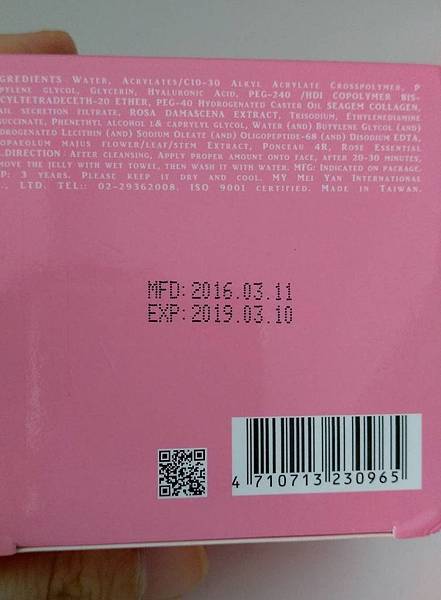 GREDIENTS WATER, ACRYLATES/C10-30 ALKYL ACRYLATE CROSSPOLYMER, P
YPLENE GLYCOL, GLYCERIN, HYALURONIC ACID, PEG-240 /HDI COPOLYMER BIS-
CYLTETRADECETH-20 ETHER, PEG-40 HYDROGENATED CASTER OIL SEAGEM COLLAGEN,
AIL SECRETION FILTRATE, ROSA DAMASCENA EXTRACT, TRISODIUM, ETHYLENEDIAMINE
UCCINATE, PHENETHYL ALCOHOL & CAPRYLYL GLYCOL, WATER (AND) BUTYLENE GLYCOL (AND)
DROGENATED LECITHIN (AND) SODIUM OLEATE (AND) OLIGOPEPTIDE-68 (AND) DISODIUM EDTA,
OPAEOLUM MAJUS FLOWER/LEAF/STEM EXTRACT, PONCEAU 4R, ROSE ESSENTIAL
.DIRECTION: AFTER CLEANSING, APPLY PROPER AMOUNT ONTO FACE, AFTER 20-30 MINUTES,
MOVE THE JELLY WITH WET TOWEL, THEN WASH IT WITH WATER. MFG: INDICATED ON PACKAGE.
P: 3 YEARS. PLEASE KEEP IT DRY AND COOL. MY MEI YAN INTERNATIONAL
., LTD. TEL:: 02-29362008. ISO 9001 CERTIFIED. MADE IN TAIWAN.
MFD:2016.03.11
EXP:2019.03.10
4 710713 230965